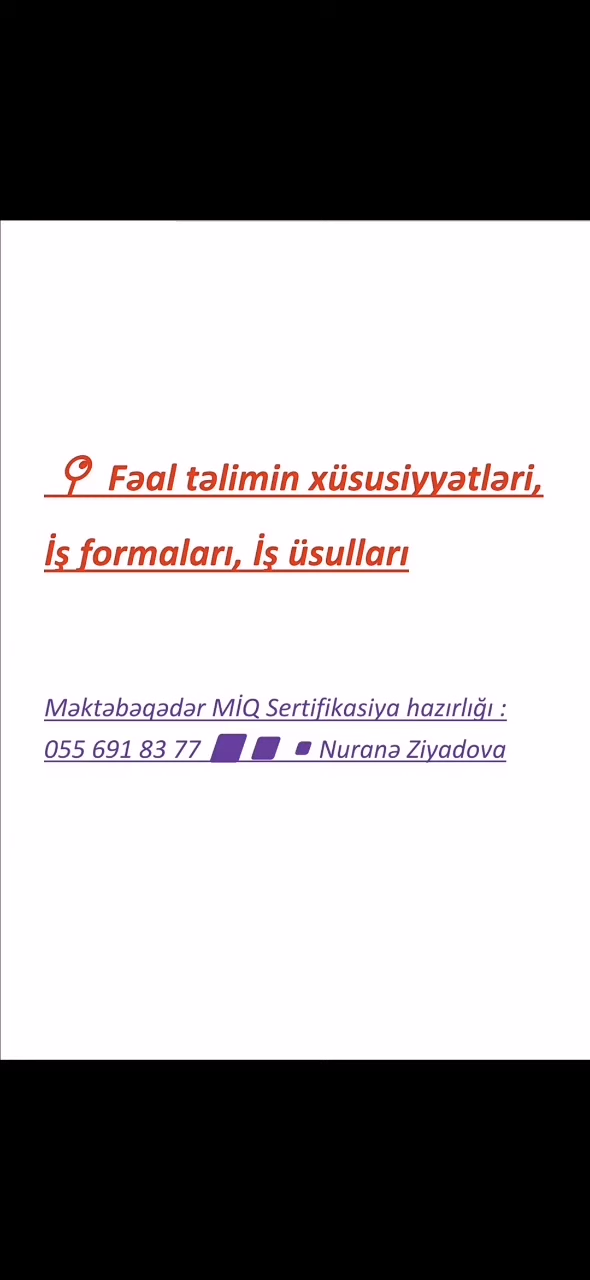 Fəal təlimin xüsusiyyətləri,
İş formaları, İş üsulları
Məktəbəqədər MİQ Sertifikasiya hazırlığı :
055 691 83 77 Nuranə Ziyadova